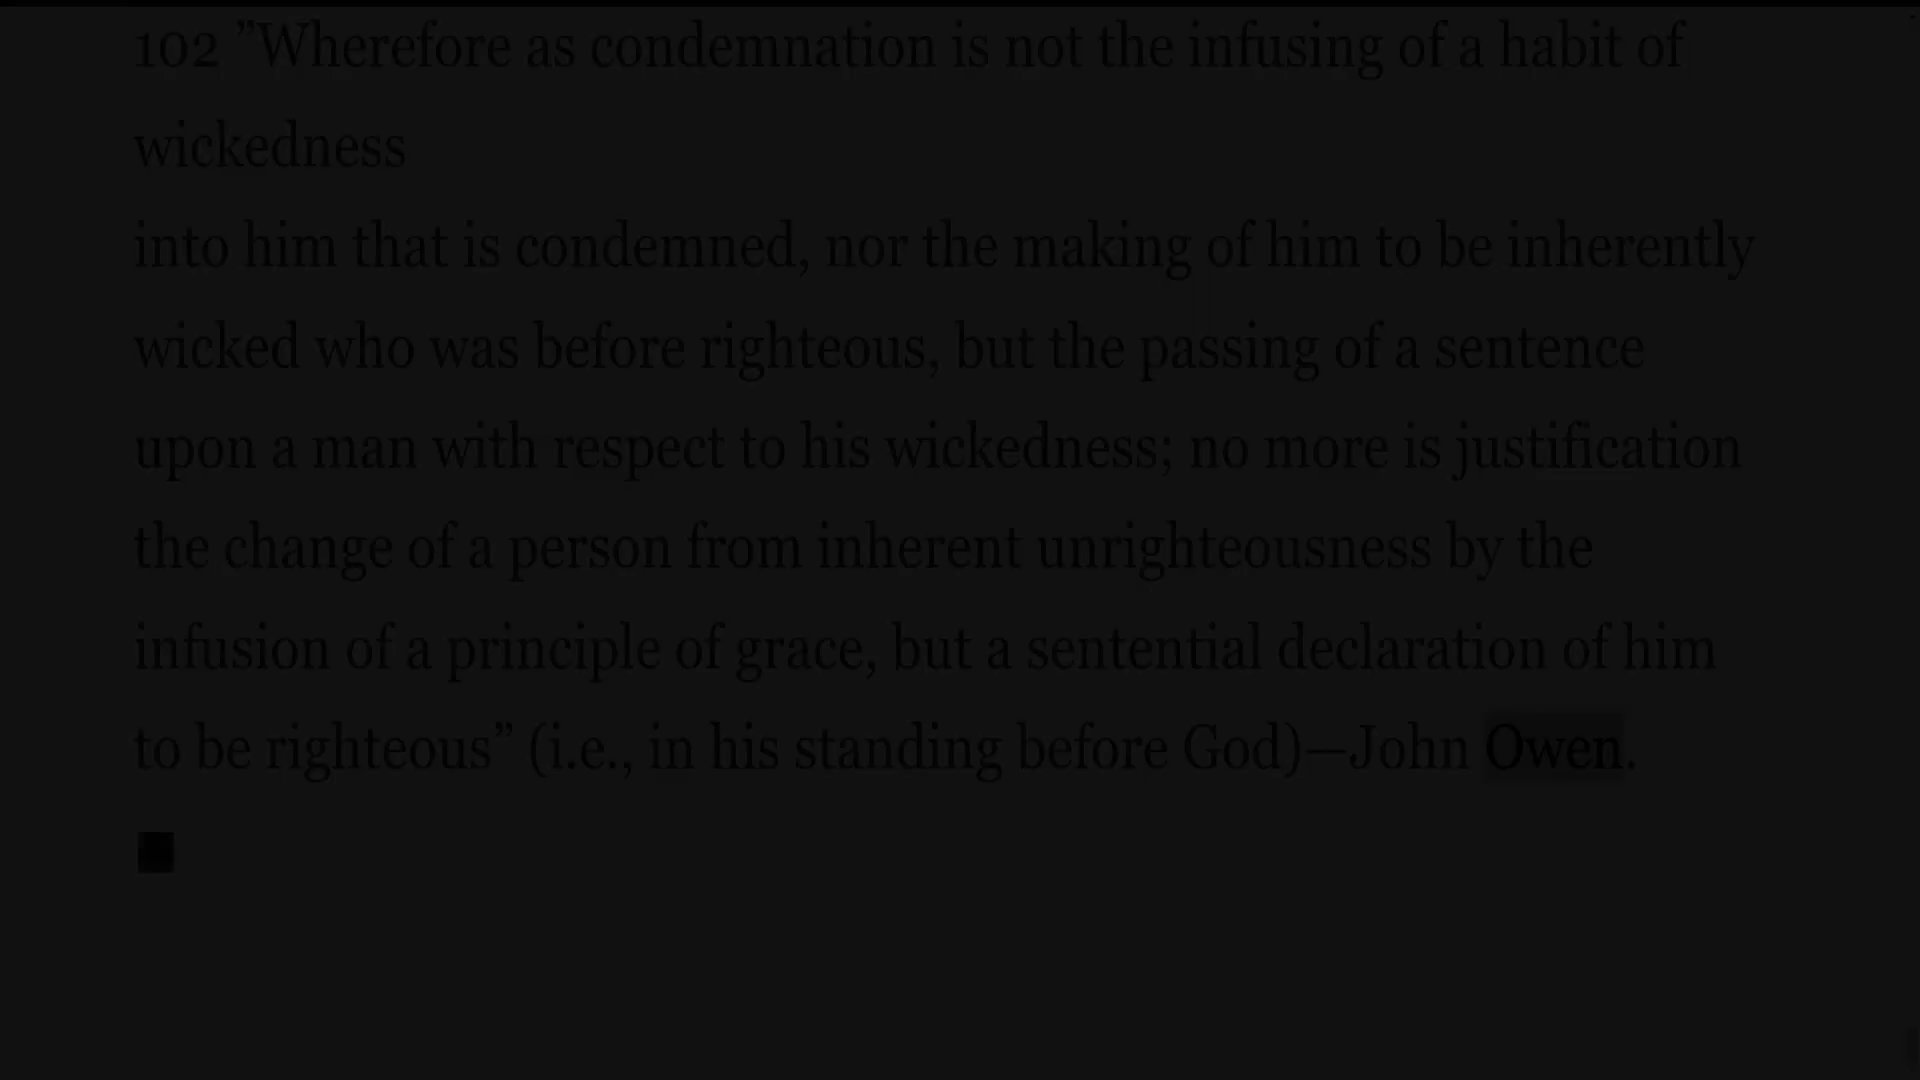 102 ”Wherefore as condemnation is not the infusing of a habit of
wickedness
into him that is condemned, nor the making of him to be inherently
wicked who was before righteous, but the passing of a sentence
upon a man with respect to his wickedness; no more is justification
the change of a person from inherent unrighteousness by the
infusion of a principle of grace, but a sentential declaration of him
to be righteous” (i.e., in his standing before God)—John Owen.